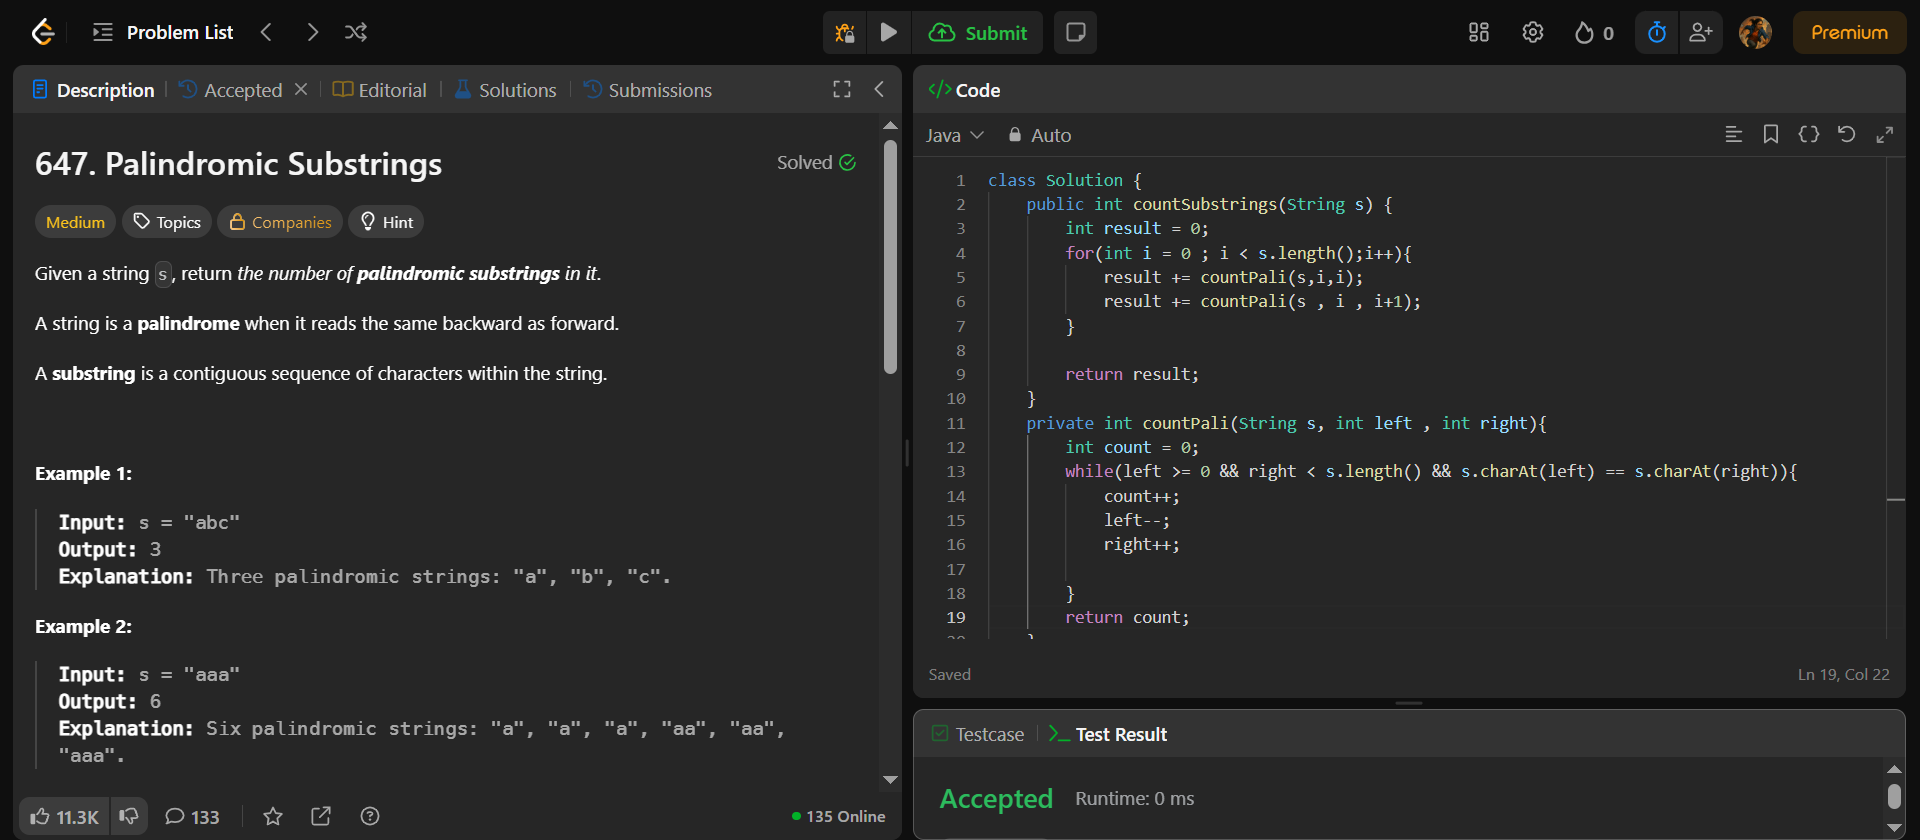 Problem List
Submit
0
Premium
Description
Accepted
Editorial
Solutions
Submissions
647. Palindromic Substrings
Solved
Medium
Topics
Companies
Hint
Given a string s, return the number of palindromic substrings in it.
A string is a palindrome when it reads the same backward as forward.
A substring is a contiguous sequence of characters within the string.
Example 1:
Input: s = "abc"
Output: 3
Explanation: Three palindromic strings: "a", "b", "c".
Example 2:
Input: s = "aaa"
Output: 6
Explanation: Six palindromic strings: "a", "a", "a", "aa", "aa",
"aaa".
11.3K
133
135 Online
</> Code
Java
Auto
1 class Solution {
2 public int countSubstrings(String s) {
3 int result = 0;
4 for(int i = 0 ; i < s.length();i++){
5 result += countPali(s,i,i);
6 result += countPali(s , i , i+1);
7 }
8
9 return result;
10 }
11 private int countPali(String s, int left , int right){
12 int count = 0;
13 while(left >= 0 && right < s.length() && s.charAt(left) == s.charAt(right)){
14 count++;
15 left--;
16 right++;
17
18 }
19 return count;
Saved
Ln 19, Col 22
Testcase
Test Result
Accepted
Runtime: 0 ms